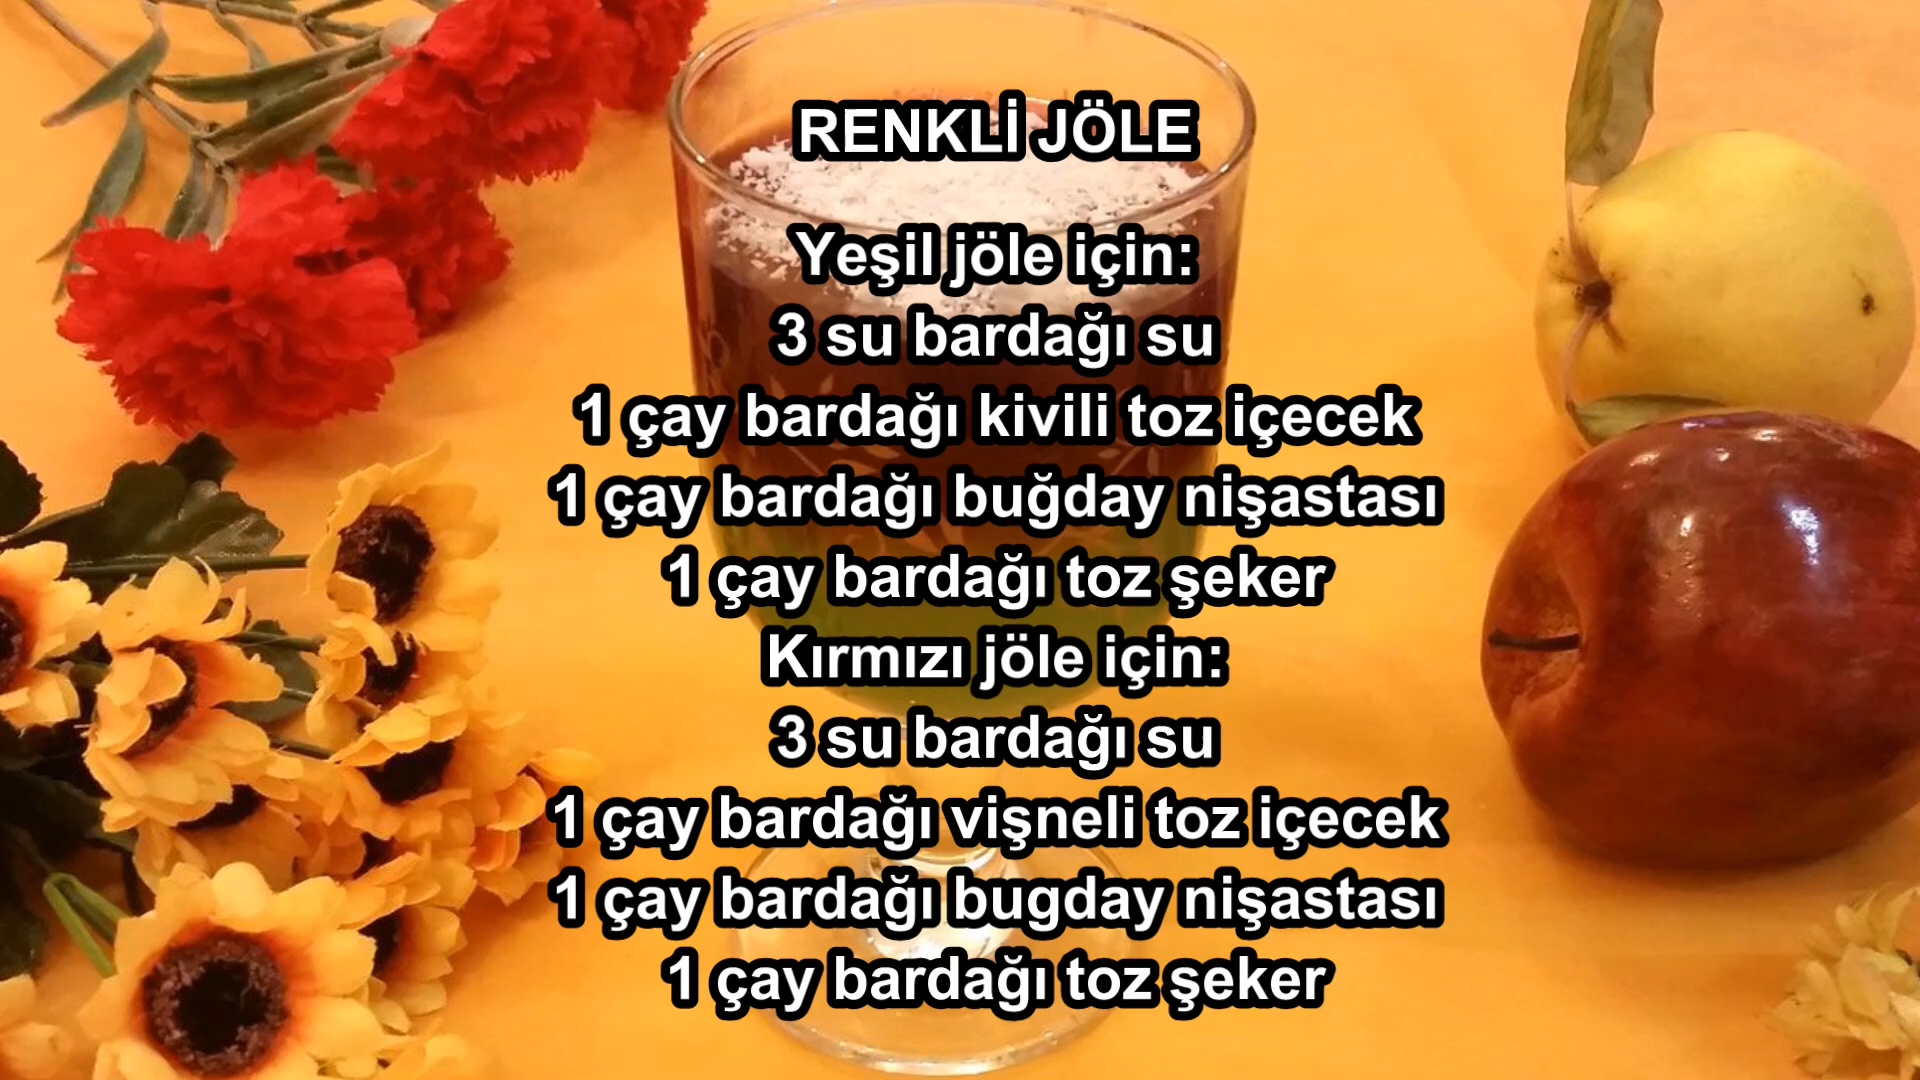 RENKLİ JÖLE
Yeşil jöle için:
3 su bardağı su
1 çay bardağı kivili toz içecek
1 çay bardağı buğday nişastası
1 çay bardağı toz şeker
Kırmızı jöle için:
3 su bardağı su
1 çay bardağı vişneli toz içecek
1 çay bardağı bugday nişastası
1 çay bardağı toz şeker